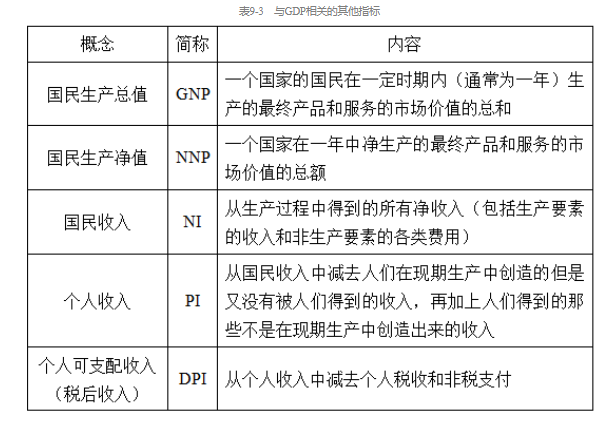 表9-3 与GDP相关的其他指标
概念 简称 内容
国民生产总值 GNP 一个国家的国民在一定时期内（通常为一年）生
产的最终产品和服务的市场价值的总和
国民生产净值 NNP 一个国家在一年中净生产的最终产品和服务的市
场价值的总额
国民收入 NI 从生产过程中得到的所有净收入（包括生产要素
的收入和非生产要素的各类费用）
个人收入 PI 从国民收入中减去人们在现期生产中创造的但是
又没有被人们得到的收入，再加上人们得到的那
些不是在现期生产中创造出来的收入
个人可支配收入
（税后收入） DPI 从个人收入中减去个人税收和非税支付